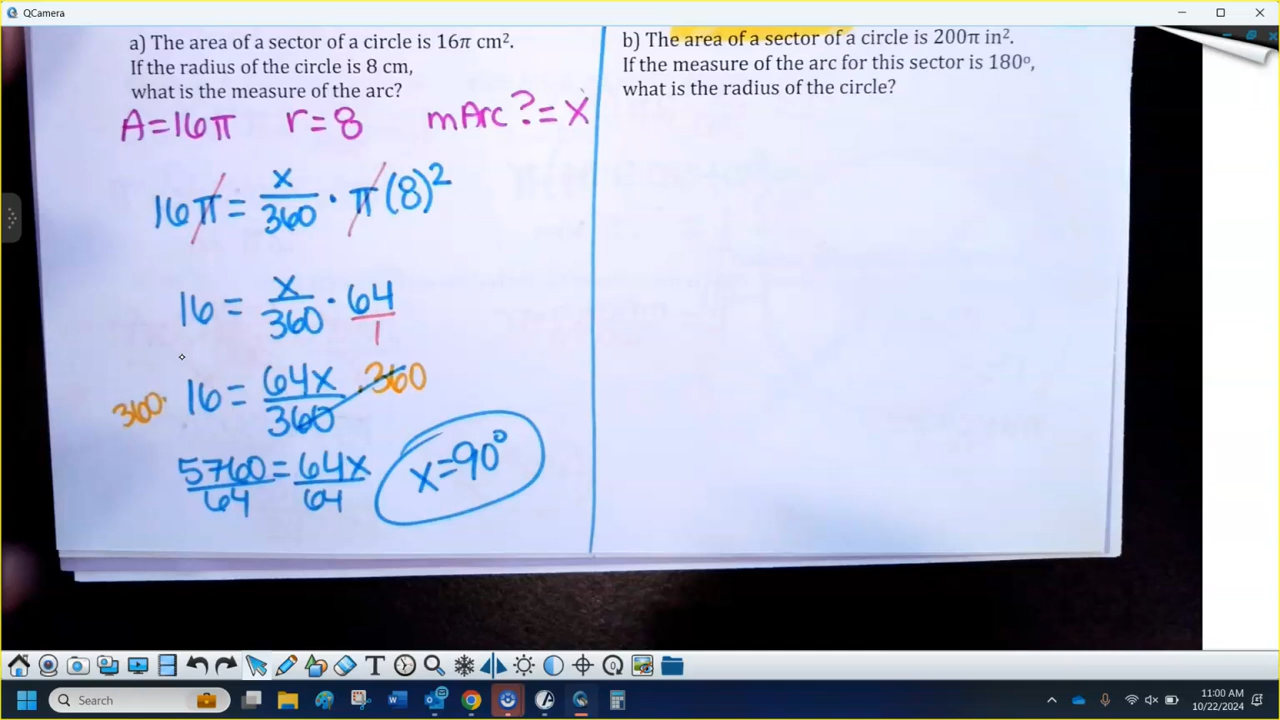 QCamera
a) The area of a sector of a circle is 16π cm².
If the radius of the circle is 8 cm,
what is the measure of the arc?
A=16π r=8 mArc?=x
16π = x/360 · π(8)²
16 = x/360 · 64/1
360· 16 = 64x/360 ·360
5760/64 = 64x/64 x=90°
b) The area of a sector of a circle is 200π in².
If the measure of the arc for this sector is 180°,
what is the radius of the circle?
Search
11:00 AM
10/22/2024